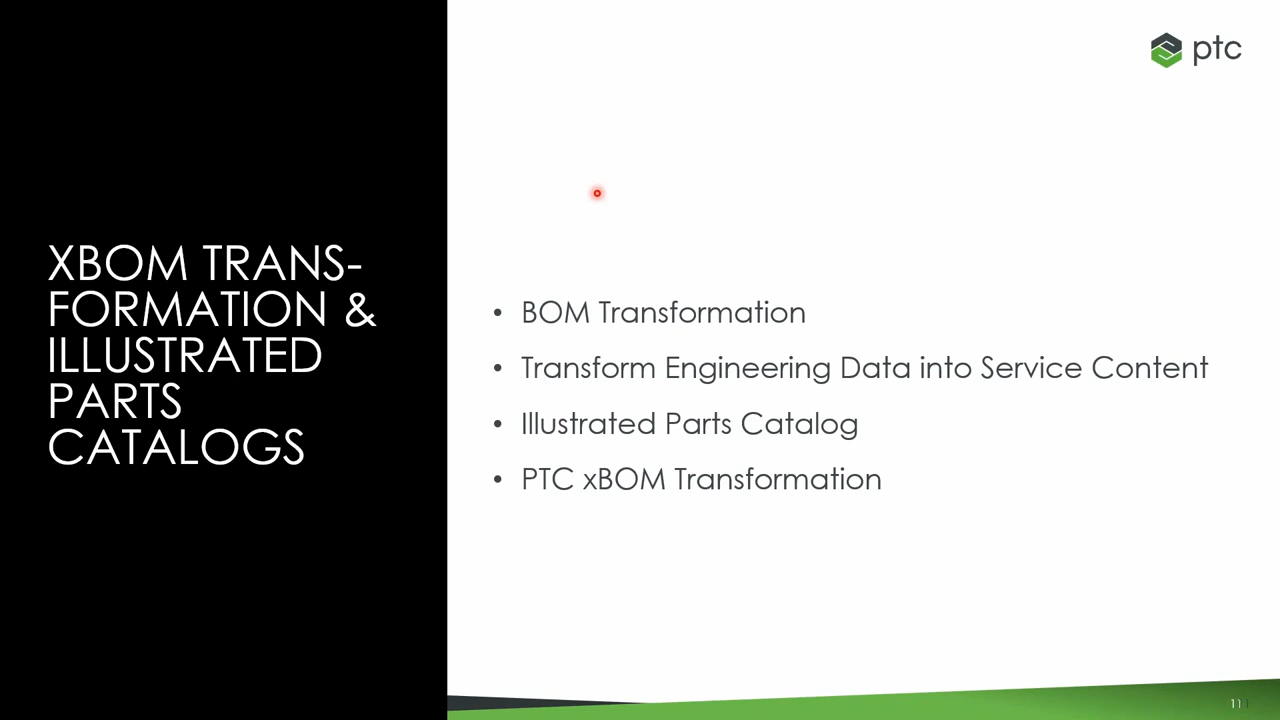 ptc
XBOM TRANS-
FORMATION &
ILLUSTRATED
PARTS
CATALOGS
• BOM Transformation
• Transform Engineering Data into Service Content
• Illustrated Parts Catalog
• PTC xBOM Transformation
11